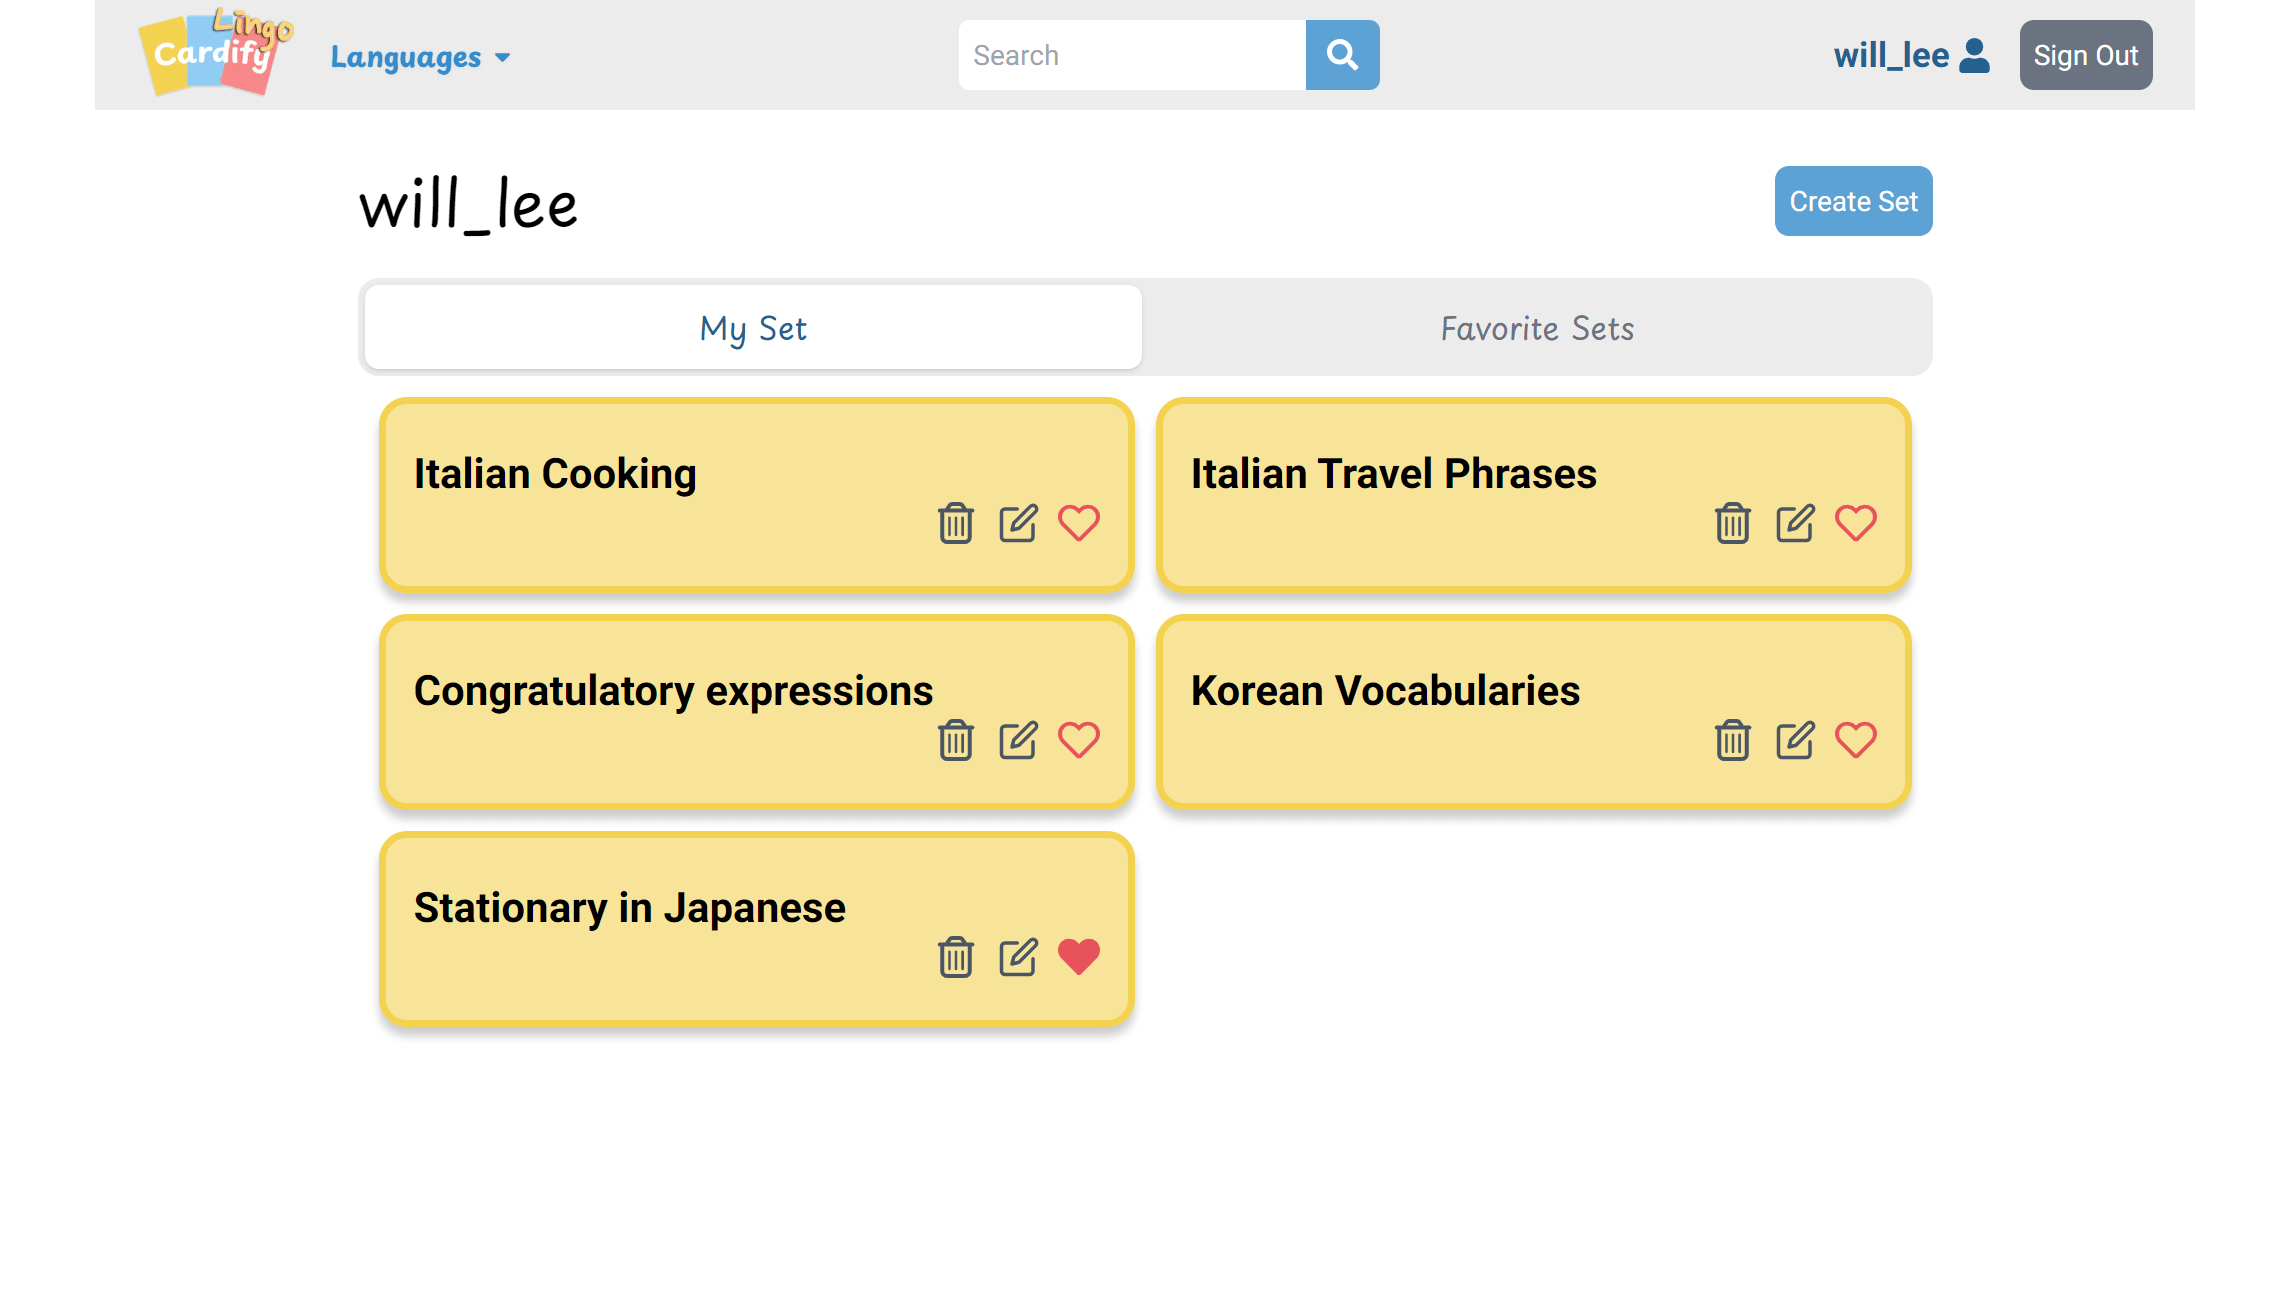 Lingo
Cardify
Languages
Search
will_lee
Sign Out
will_lee
Create Set
My Set
Favorite Sets
Italian Cooking
Italian Travel Phrases
Congratulatory expressions
Korean Vocabularies
Stationary in Japanese